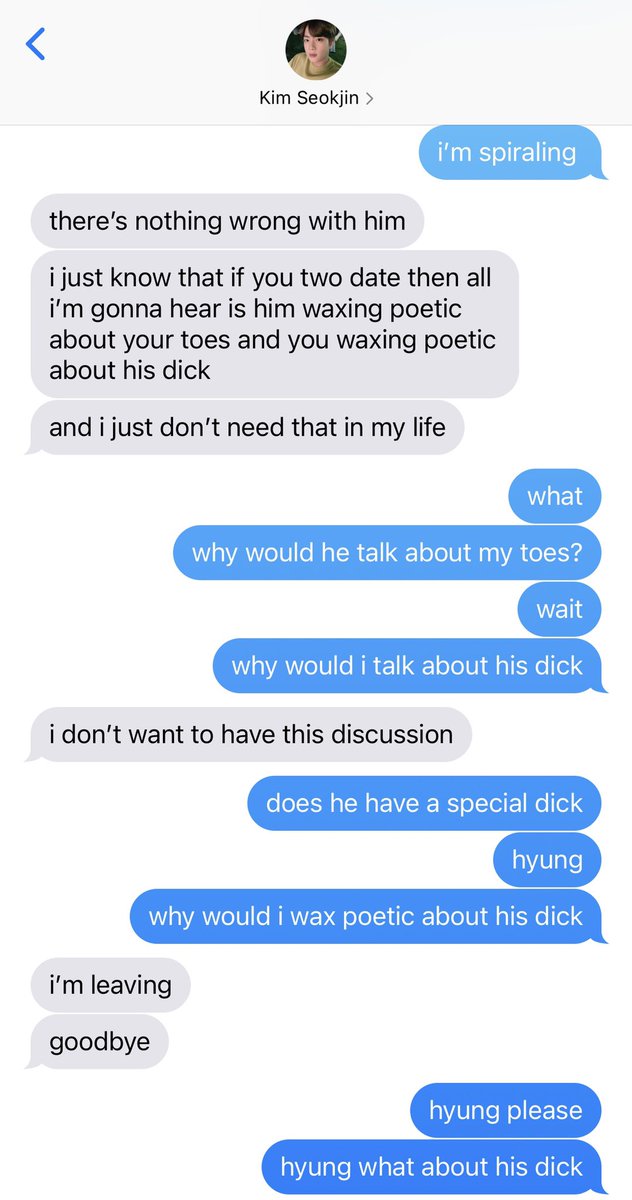 Kim Seokjin
i’m spiraling
there’s nothing wrong with him
i just know that if you two date then all
i’m gonna hear is him waxing poetic
about your toes and you waxing poetic
about his dick
and i just don’t need that in my life
what
why would he talk about my toes?
wait
why would i talk about his dick
i don’t want to have this discussion
does he have a special dick
hyung
why would i wax poetic about his dick
i’m leaving
goodbye
hyung please
hyung what about his dick